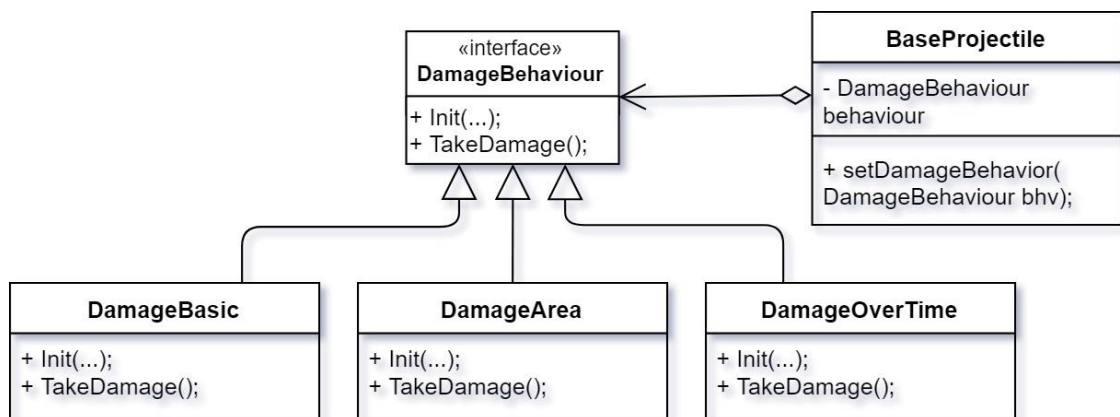 «interface»
DamageBehaviour
+ Init(...);
+ TakeDamage();
BaseProjectile
- DamageBehaviour
behaviour
+ setDamageBehavior(
DamageBehaviour bhv);
DamageBasic
+ Init(...);
+ TakeDamage();
DamageArea
+ Init(...);
+ TakeDamage();
DamageOverTime
+ Init(...);
+ TakeDamage();